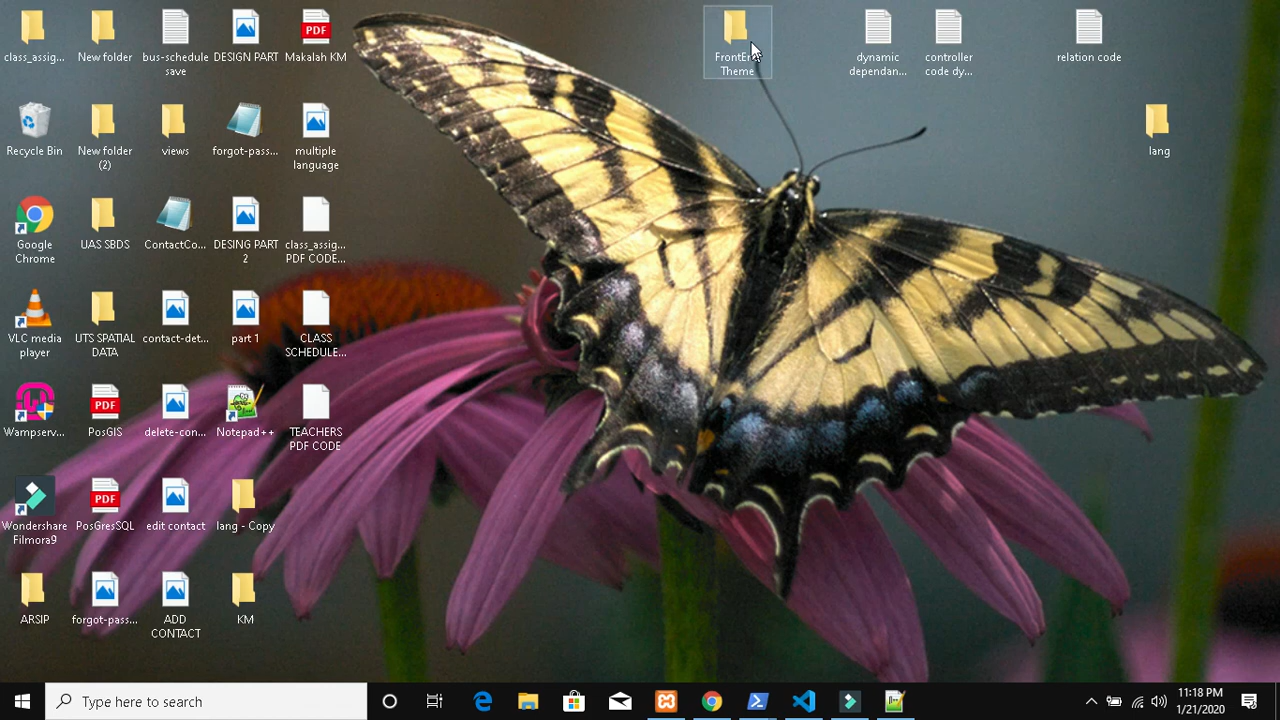 class_assig...
New folder
bus-schedule
save
DESIGN PART
Makalah KM
FrontEnd
Theme
dynamic
dependan...
controller
code dy...
relation code
Recycle Bin
New folder
(2)
views
forgot-pass...
multiple
language
lang
Google
Chrome
UAS SBDS
ContactCo...
DESING PART
2
class_assig...
PDF CODE...
VLC media
player
UTS SPATIAL
DATA
contact-det...
part 1
CLASS
SCHEDULE...
Wampserv...
PosGIS
delete-con...
Notepad++
TEACHERS
PDF CODE
Wondershare
Filmora9
PosGresSQL
edit contact
lang - Copy
ARSIP
forgot-pass...
ADD
CONTACT
KM
Type here to search
11:18 PM
1/21/2020